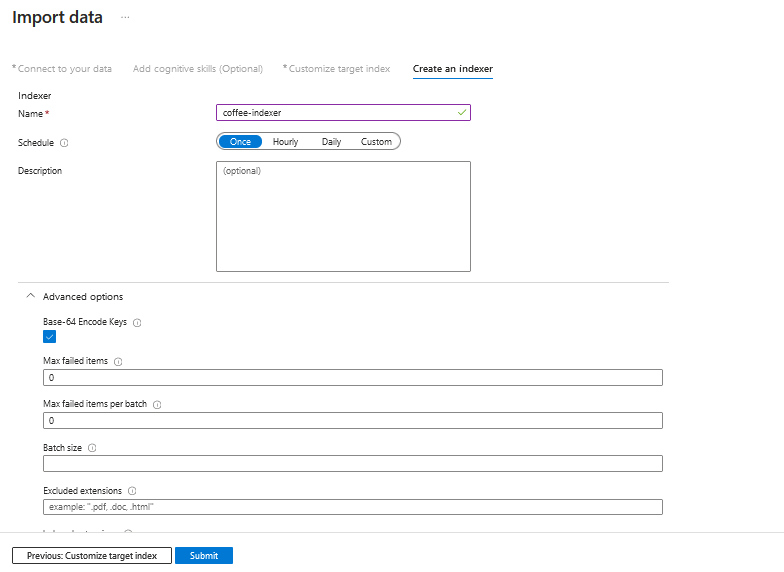 Import data ...
* Connect to your data Add cognitive skills (Optional) * Customize target index Create an indexer
Indexer
Name * coffee-indexer
Schedule Once Hourly Daily Custom
Description (optional)
Advanced options
Base-64 Encode Keys
Max failed items
0
Max failed items per batch
0
Batch size
Excluded extensions
example: ".pdf, .doc, .html"
Previous: Customize target index Submit